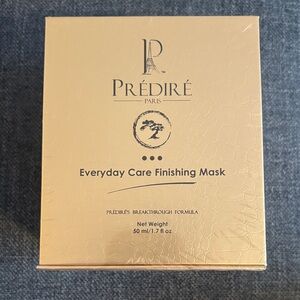 PRÉDIRÉ
PARIS
Everyday Care Finishing Mask
PRÉDIRÉ'S BREAKTHROUGH FORMULA
Net Weight
50 ml/1.7 fl oz